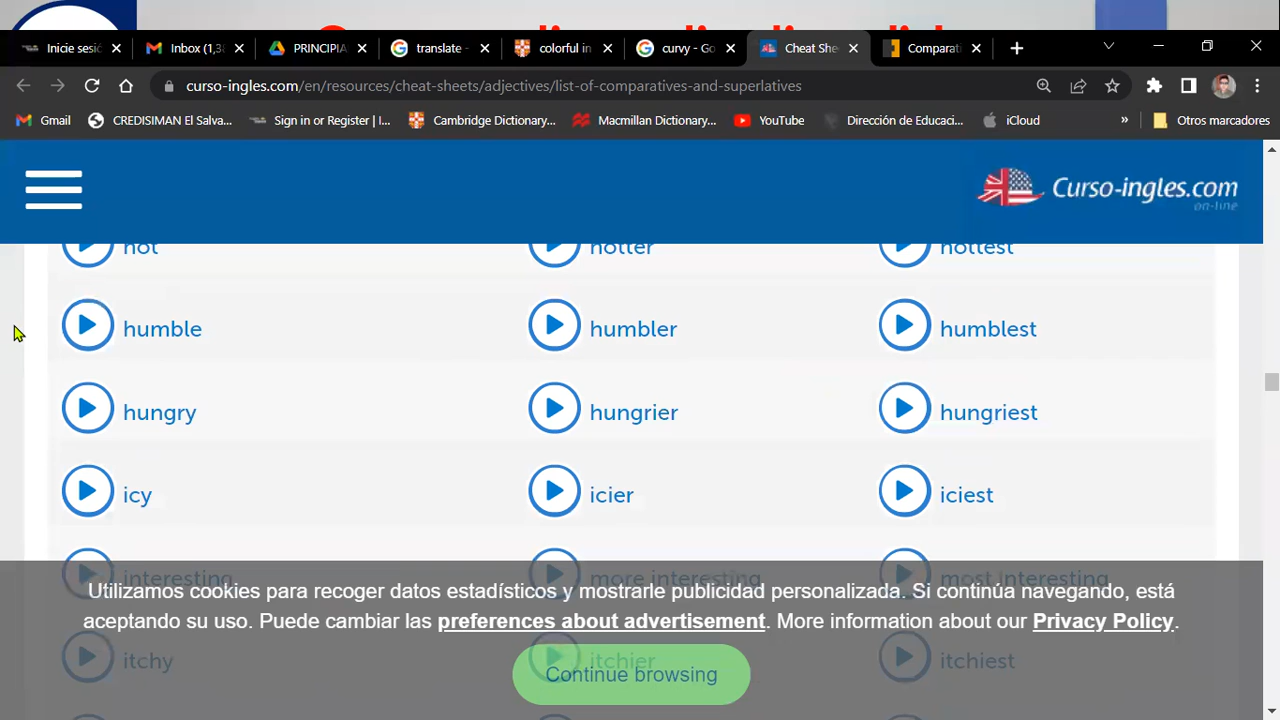 Inicie sesió
Inbox (1,38
PRINCIPIA
translate -
colorful in
curvy - Go
Cheat She
Comparati
curso-ingles.com/en/resources/cheat-sheets/adjectives/list-of-comparatives-and-superlatives
Gmail
CREDISIMAN El Salva...
Sign in or Register | I...
Cambridge Dictionary...
Macmillan Dictionary...
YouTube
Dirección de Educaci...
iCloud
»
Otros marcadores
Curso-ingles.com
on-line
hot hotter hottest
humble humbler humblest
hungry hungrier hungriest
icy icier iciest
interesting more interesting most interesting
Utilizamos cookies para recoger datos estadísticos y mostrarle publicidad personalizada. Si continúa navegando, está
aceptando su uso. Puede cambiar las preferences about advertisement. More information about our Privacy Policy.
itchy itchier itchiest
Continue browsing